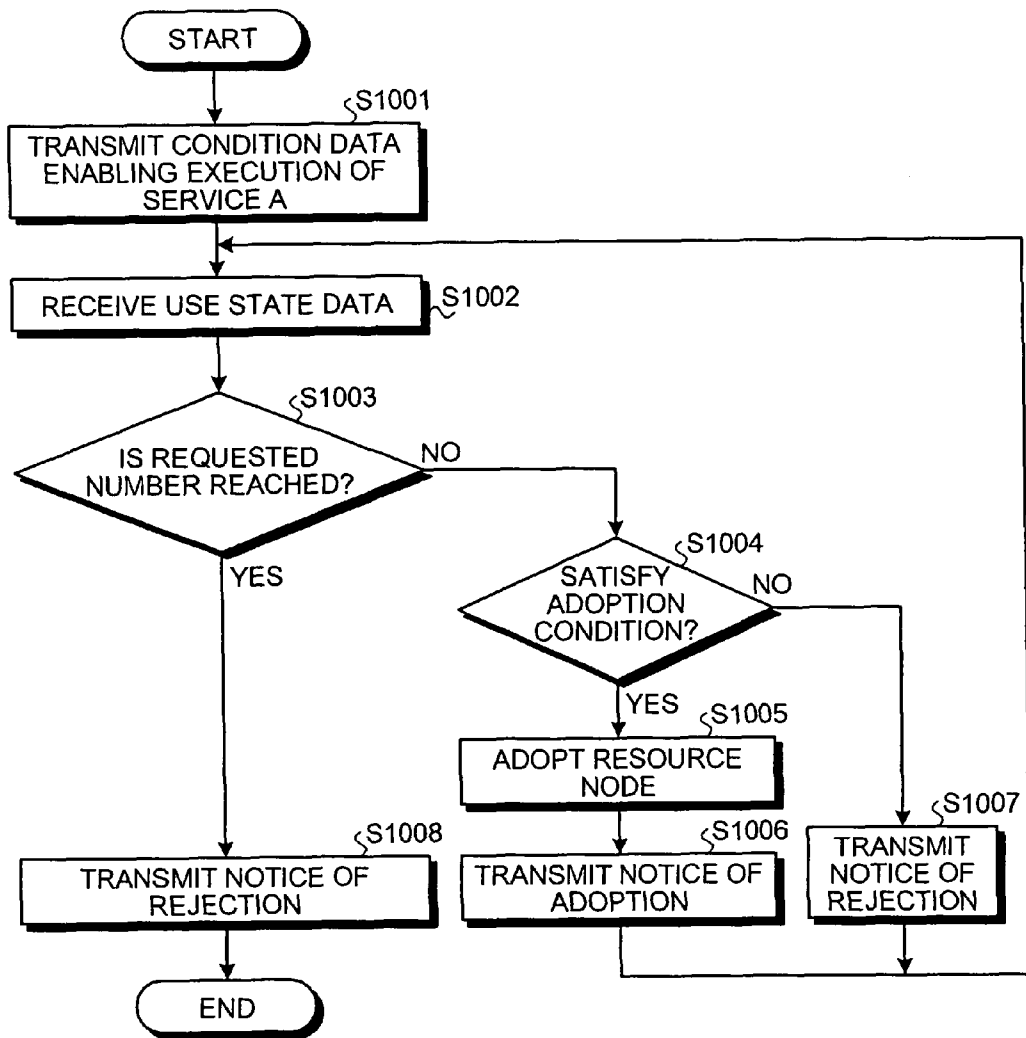 START
S1001
TRANSMIT CONDITION DATA
ENABLING EXECUTION OF
SERVICE A
RECEIVE USE STATE DATA
S1002
S1003
IS REQUESTED
NUMBER REACHED?
NO
YES
S1004
SATISFY
ADOPTION
CONDITION?
NO
YES
S1005
ADOPT RESOURCE
NODE
S1006
TRANSMIT NOTICE OF
ADOPTION
S1007
TRANSMIT
NOTICE OF
REJECTION
S1008
TRANSMIT NOTICE OF
REJECTION
END